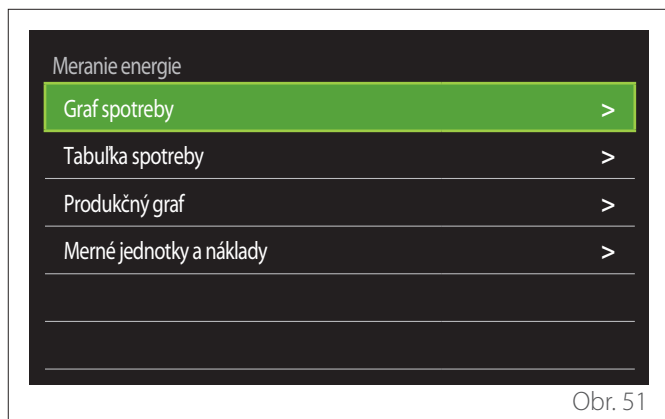 Meranie energie
Graf spotreby >
Tabuľka spotreby >
Produkčný graf >
Merné jednotky a náklady >
Obr. 51